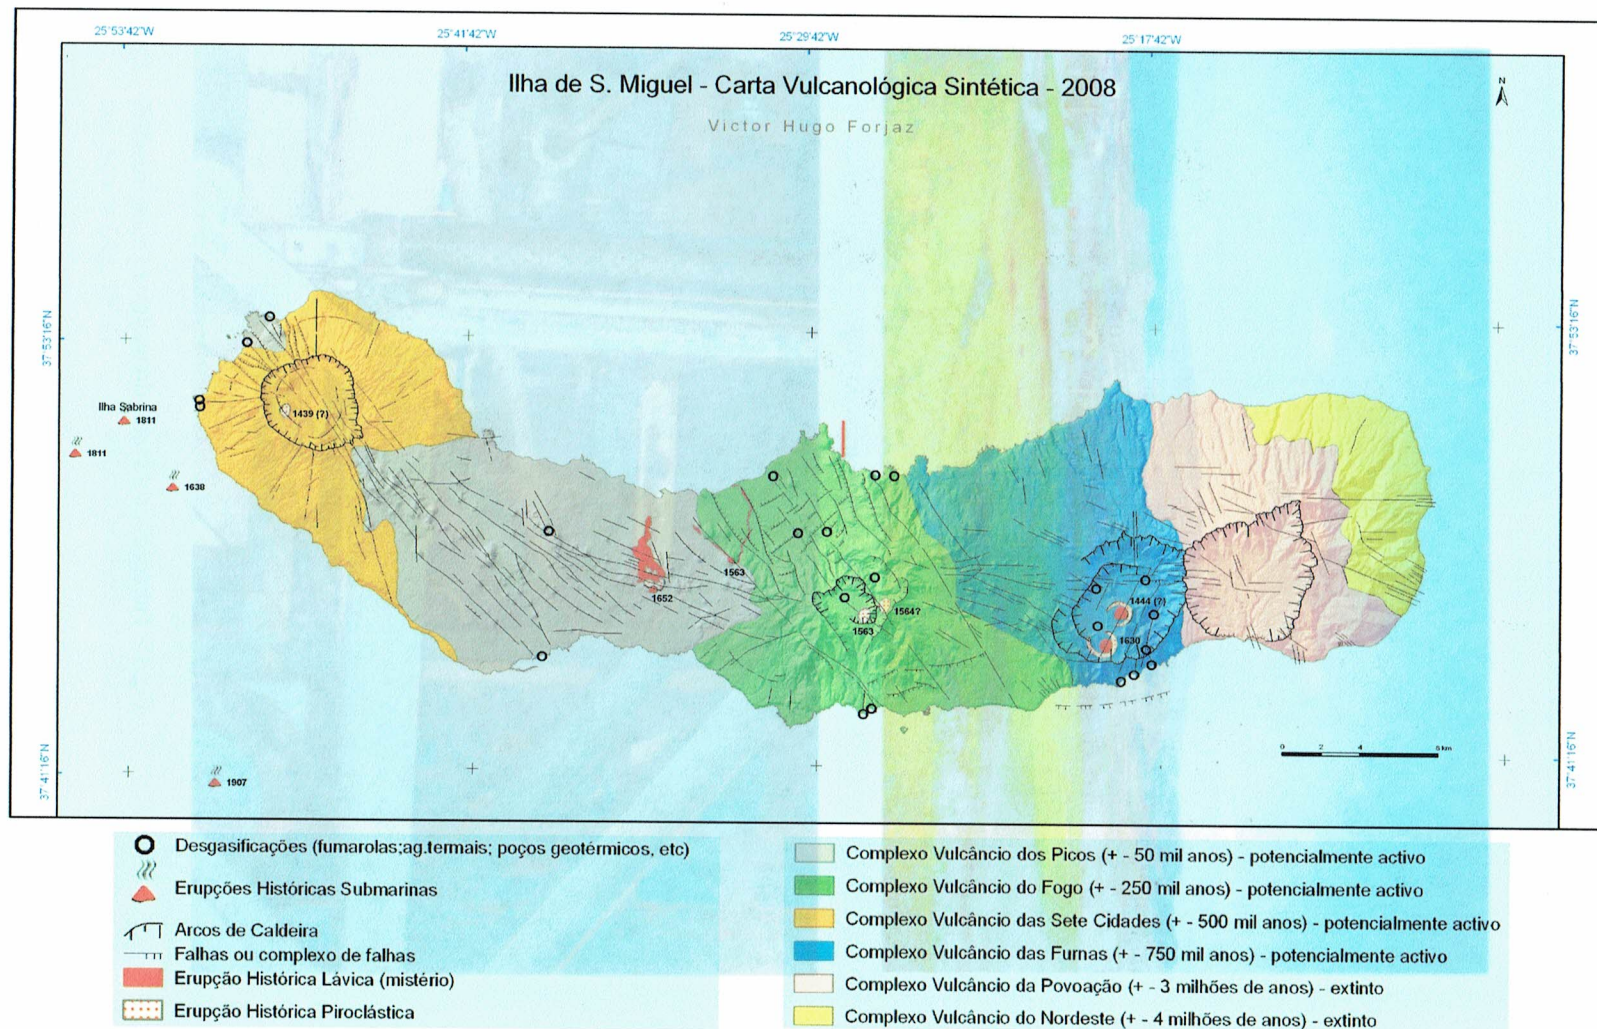 25°53'42"W
25°41'42"W
25°29'42"W
25°17'42"W
Ilha de S. Miguel - Carta Vulcanológica Sintética - 2008
Victor Hugo Forjaz
N
37°53'16"N
37°53'16"N
1439 (?)
Ilha Sabrina
1811
1811
1638
1563
1652
1564?
1563
1444 (?)
1630
1907
0 2 4 8 km
37°41'16"N
37°41'16"N
Desgasificações (fumarolas;ag.termais; poços geotérmicos, etc)
Erupções Históricas Submarinas
Arcos de Caldeira
Falhas ou complexo de falhas
Erupção Histórica Lávica (mistério)
Erupção Histórica Piroclástica
Complexo Vulcâncio dos Picos (+ - 50 mil anos) - potencialmente activo
Complexo Vulcâncio do Fogo (+ - 250 mil anos) - potencialmente activo
Complexo Vulcâncio das Sete Cidades (+ - 500 mil anos) - potencialmente activo
Complexo Vulcâncio das Furnas (+ - 750 mil anos) - potencialmente activo
Complexo Vulcâncio da Povoação (+ - 3 milhões de anos) - extinto
Complexo Vulcâncio do Nordeste (+ - 4 milhões de anos) - extinto